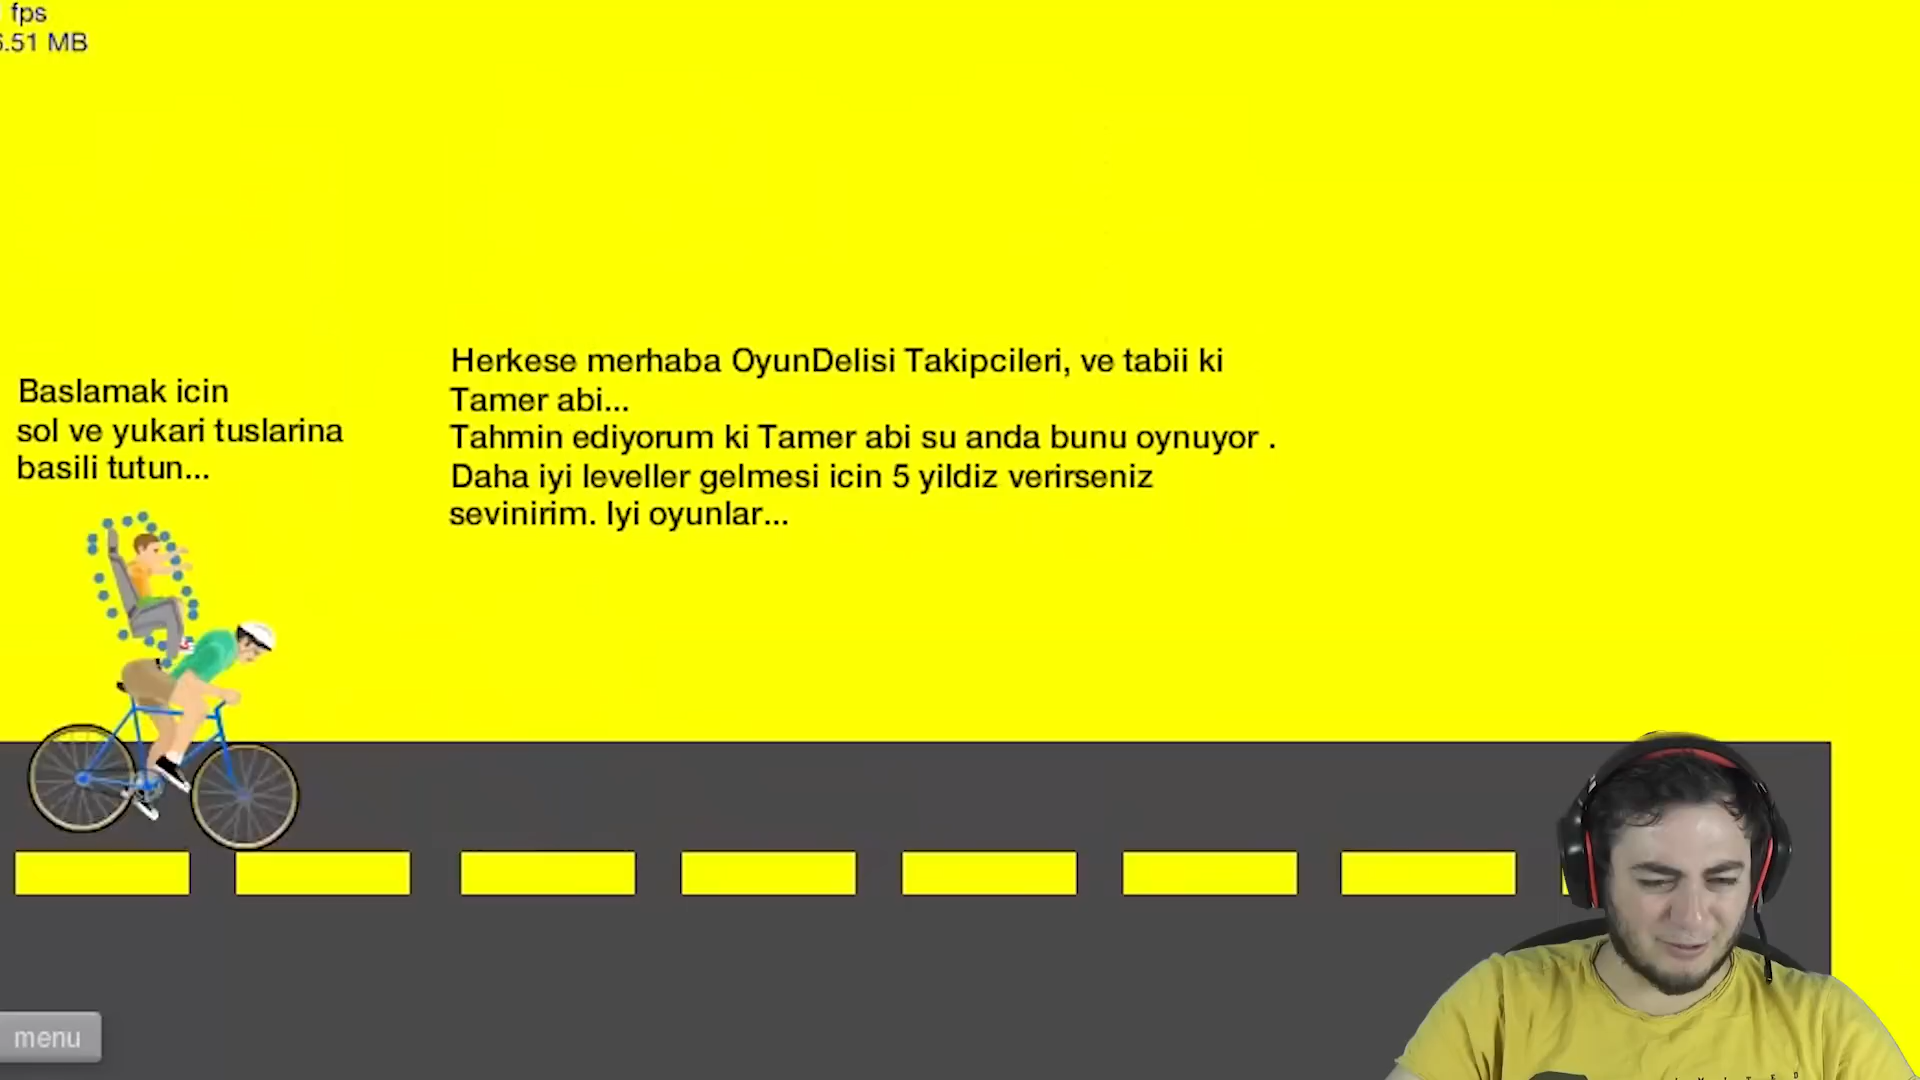 fps
6.51 MB
Baslamak icin
sol ve yukari tuslarina
basili tutun...
Herkese merhaba OyunDelisi Takipcileri, ve tabii ki
Tamer abi...
Tahmin ediyorum ki Tamer abi su anda bunu oynuyor .
Daha iyi leveller gelmesi icin 5 yildiz verirseniz
sevinirim. Iyi oyunlar...
menu